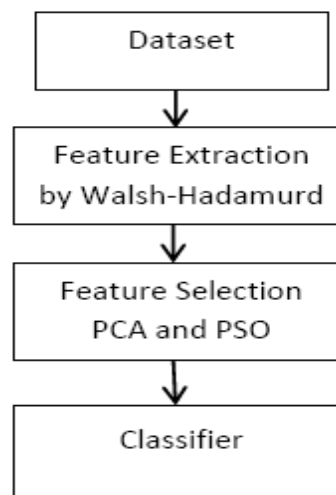 Dataset
Feature Extraction
by Walsh-Hadamurd
Feature Selection
PCA and PSO
Classifier